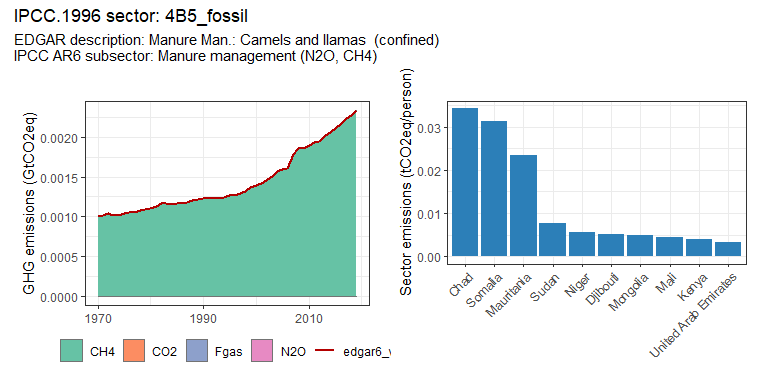 IPCC.1996 sector: 4B5_fossil
EDGAR description: Manure Man.: Camels and llamas (confined)
IPCC AR6 subsector: Manure management (N2O, CH4)
GHG emissions (GtCO2eq)
0.0020
0.0015
0.0010
0.0005
0.0000
1970 1990 2010
CH4 CO2 Fgas N2O edgar6_v
Sector emissions (tCO2eq/person)
0.03
0.02
0.01
0.00
Chad
Somalia
Mauritania
Sudan
Niger
Djibouti
Mongolia
Mali
Kenya
United Arab Emirates